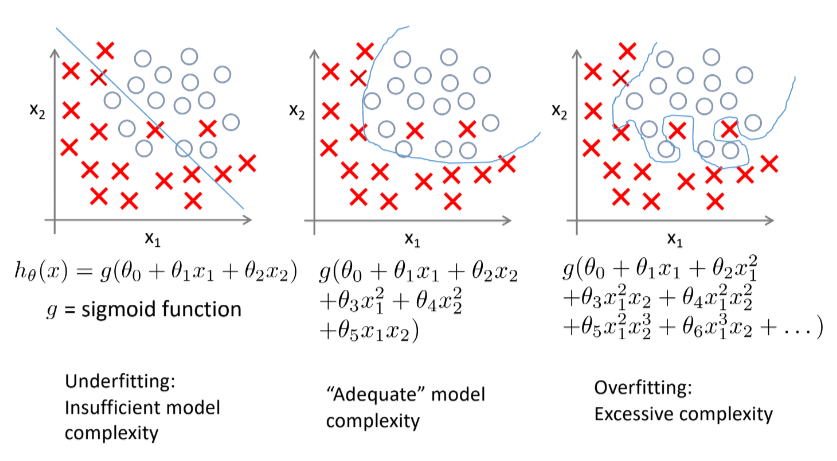 x₂
x₁
hθ(x) = g(θ₀ + θ₁x₁ + θ₂x₂)
g = sigmoid function
Underfitting:
Insufficient model
complexity
x₂
x₁
g(θ₀ + θ₁x₁ + θ₂x₂
+θ₃x₁² + θ₄x₂²
+θ₅x₁x₂)
“Adequate” model
complexity
x₂
x₁
g(θ₀ + θ₁x₁ + θ₂x₁²
+θ₃x₁²x₂ + θ₄x₁²x₂²
+θ₅x₁²x₂³ + θ₆x₁³x₂ + . . . )
Overfitting:
Excessive complexity